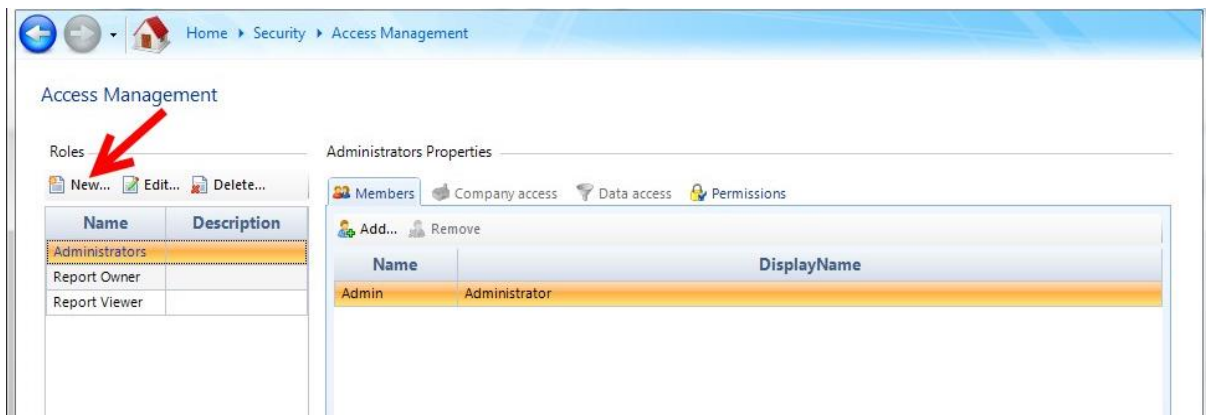 Home ▸ Security ▸ Access Management
Access Management
Roles
New... Edit... Delete...
Name Description
Administrators
Report Owner
Report Viewer
Administrators Properties
Members Company access Data access Permissions
Add... Remove
Name DisplayName
Admin Administrator